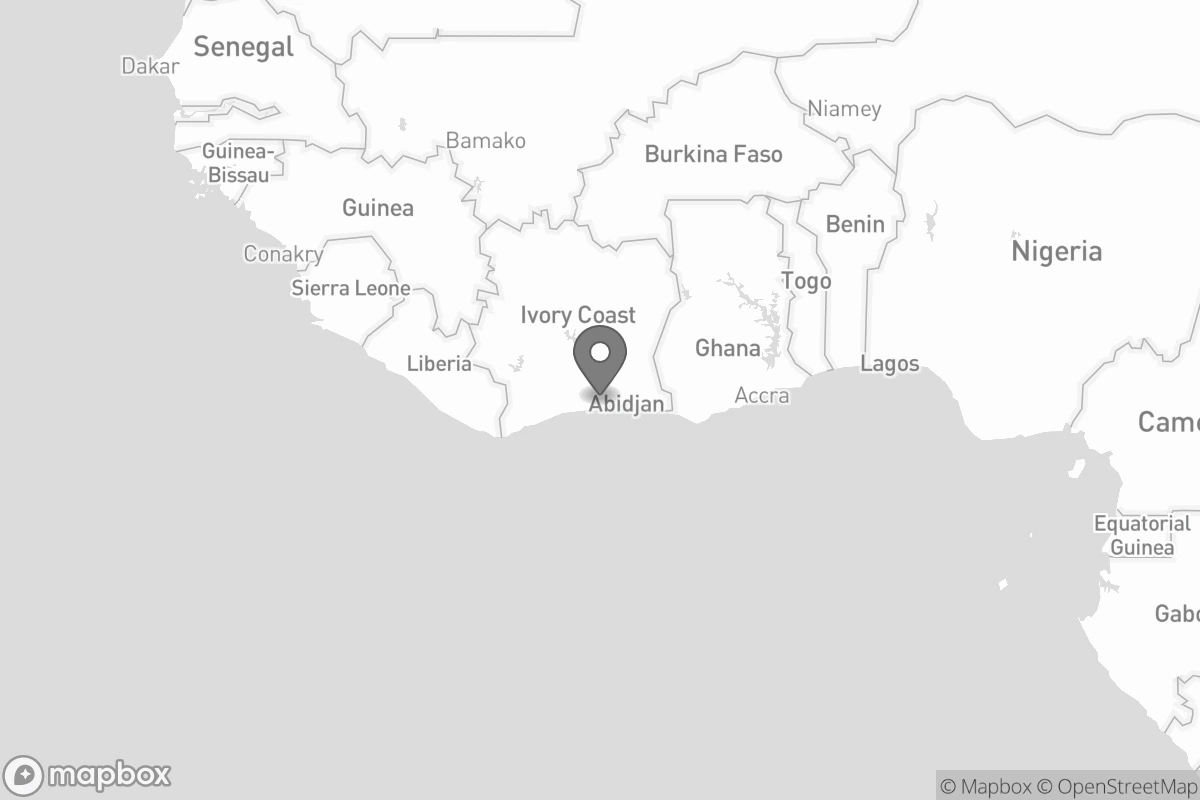 Senegal
Dakar
Niamey
Bamako
Guinea-
Bissau
Burkina Faso
Guinea
Benin
Conakry
Nigeria
Togo
Sierra Leone
Ivory Coast
Ghana
Liberia
Lagos
Accra
Abidjan
Came
Equatorial
Guinea
Gabo
mapbox
© Mapbox © OpenStreetMap